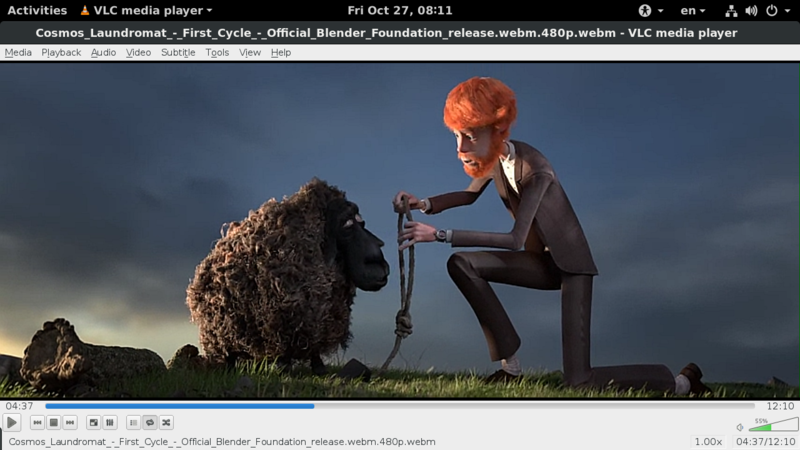 Activities VLC media player Fri Oct 27, 08:11 en
Cosmos_Laundromat_-_First_Cycle_-_Official_Blender_Foundation_release.webm.480p.webm - VLC media player
Media Playback Audio Video Subtitle Tools View Help
04:37 12:10
55%
Cosmos_Laundromat_-_First_Cycle_-_Official_Blender_Foundation_release.webm.480p.webm 1.00x 04:37/12:10